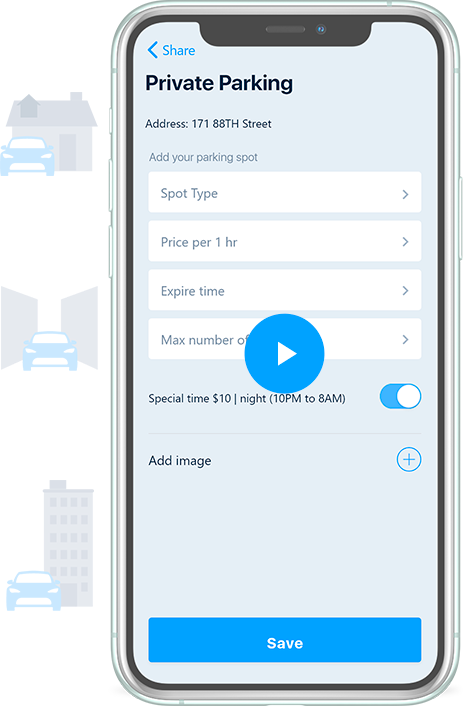 Share
Private Parking
Address: 171 88TH Street
Add your parking spot
Spot Type
Price per 1 hr
Expire time
Max number of
Special time $10 | night (10PM to 8AM)
Add image
Save